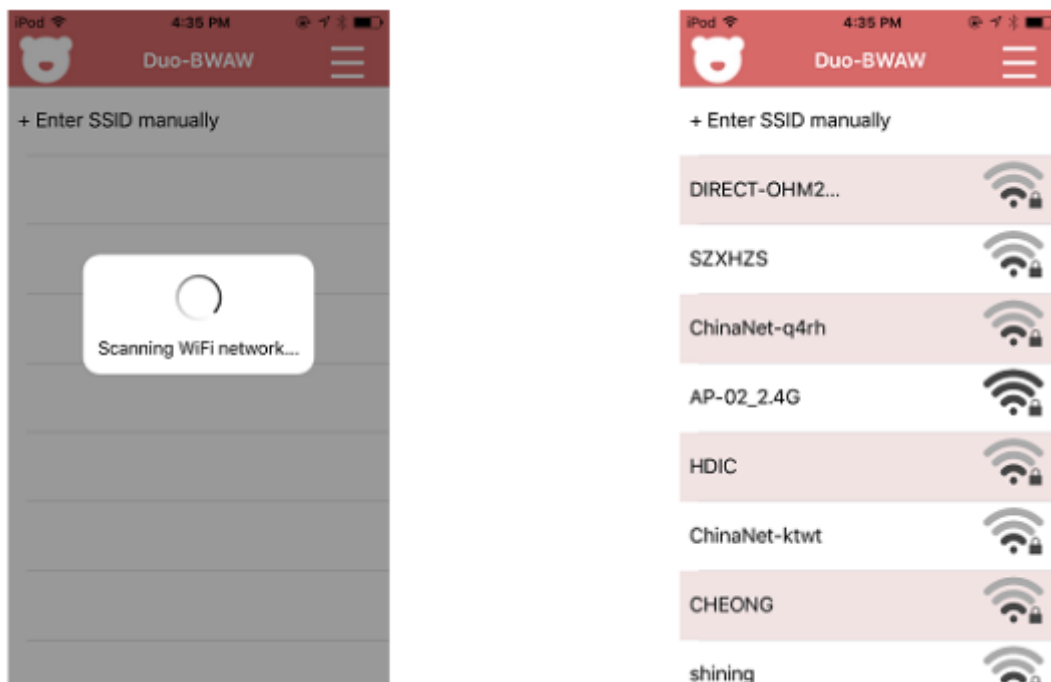 iPod 4:35 PM
Duo-BWAW
+ Enter SSID manually
Scanning WiFi network....
iPod 4:35 PM
Duo-BWAW
+ Enter SSID manually
DIRECT-OHM2...
SZXHZS
ChinaNet-q4rh
AP-02_2.4G
HDIC
ChinaNet-ktwt
CHEONG
shining